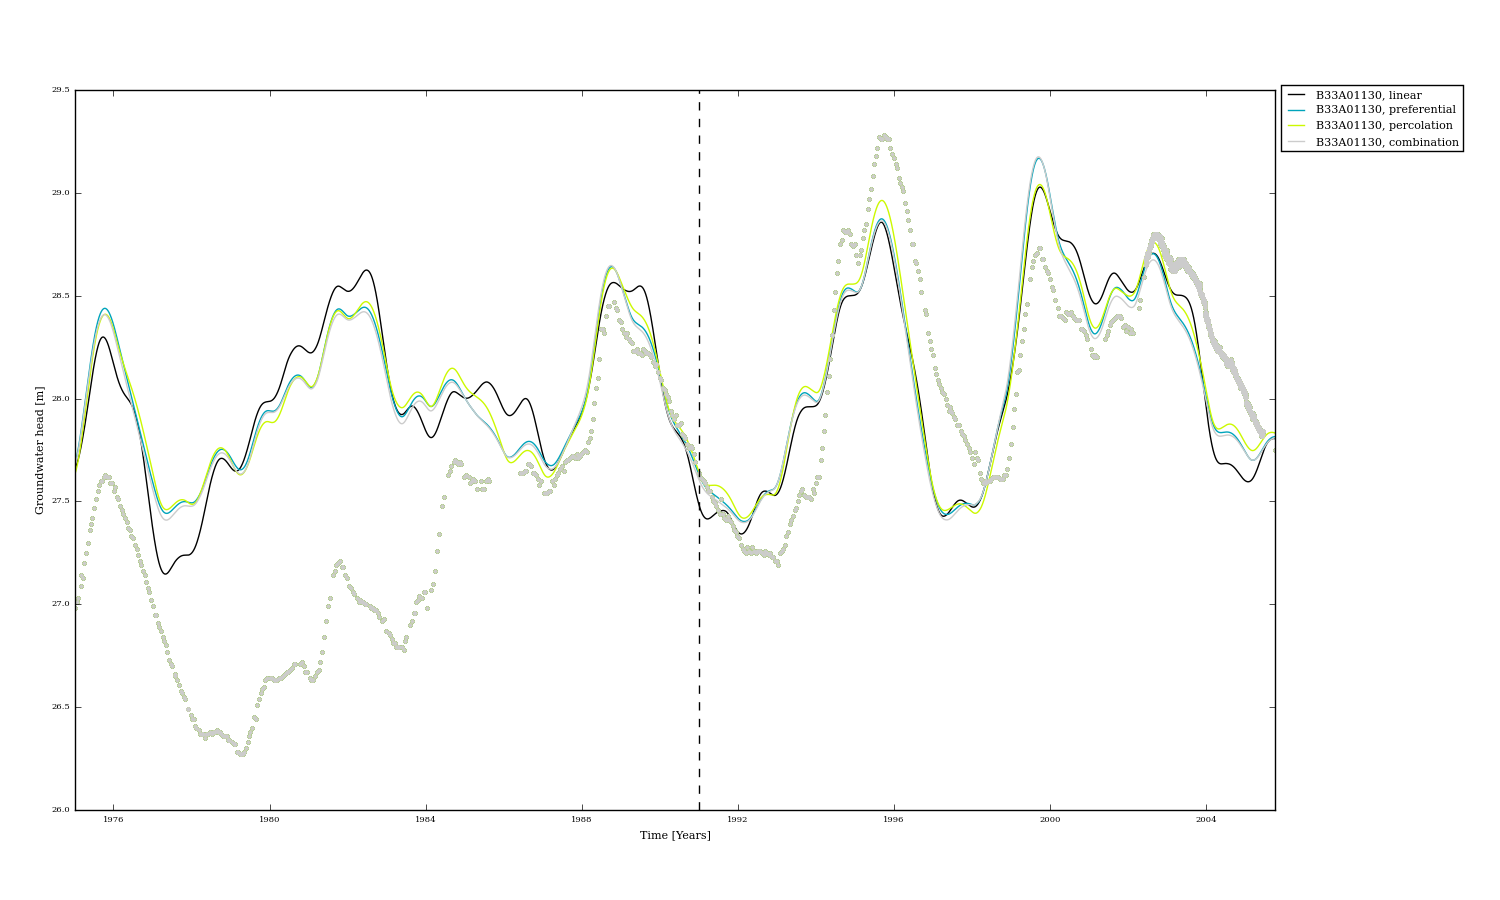 29.5
29.0
28.5
28.0
27.5
27.0
26.5
26.0
Groundwater head [m]
1976 1980 1984 1988 1992 1996 2000 2004
Time [Years]
B33A01130, linear
B33A01130, preferential
B33A01130, percolation
B33A01130, combination